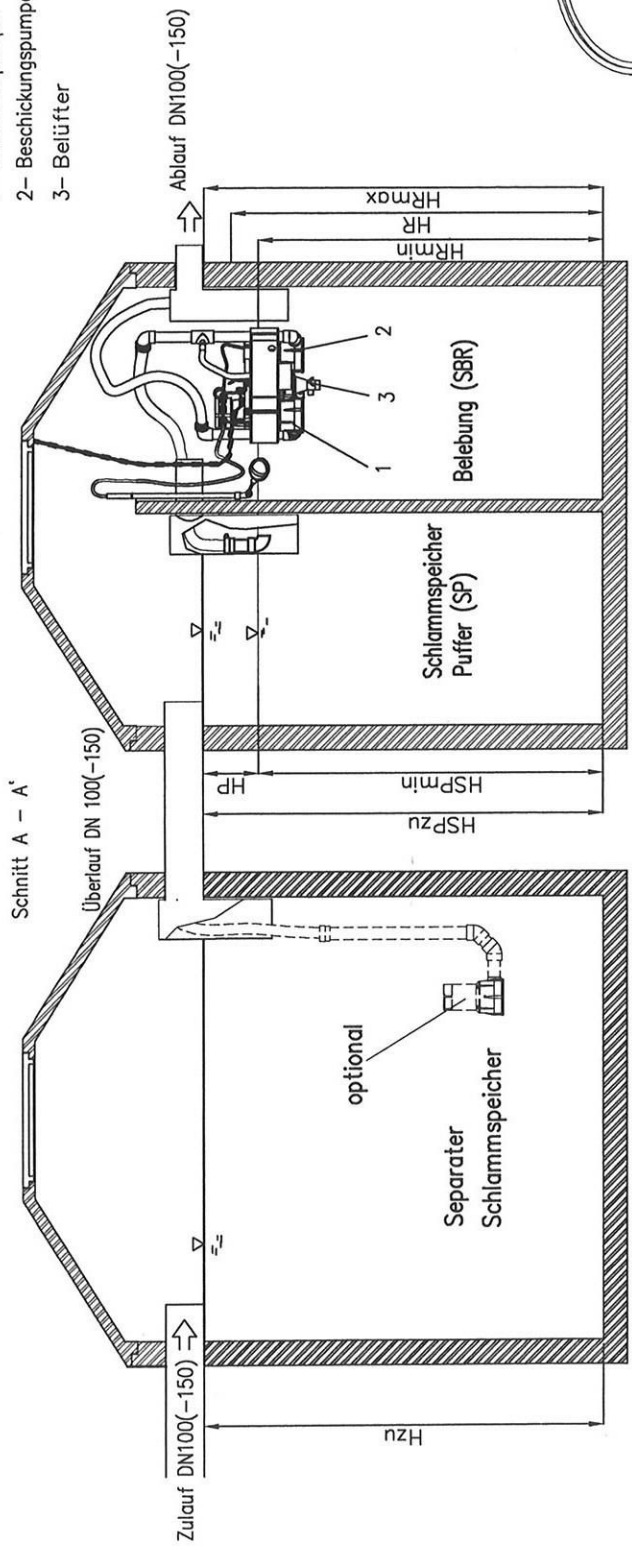 Schnitt A – A'
2– Beschickungspumpe
3– Belüfter
Zulauf DN100(–150)
Überlauf DN 100(–150)
Ablauf DN100(–150)
optional
Separater
Schlammspeicher
Schlammspeicher
Puffer (SP)
Belebung (SBR)
1
3
2
Hzu
HSPzu
HSPmin
HP
HRmin
HR
HRmax